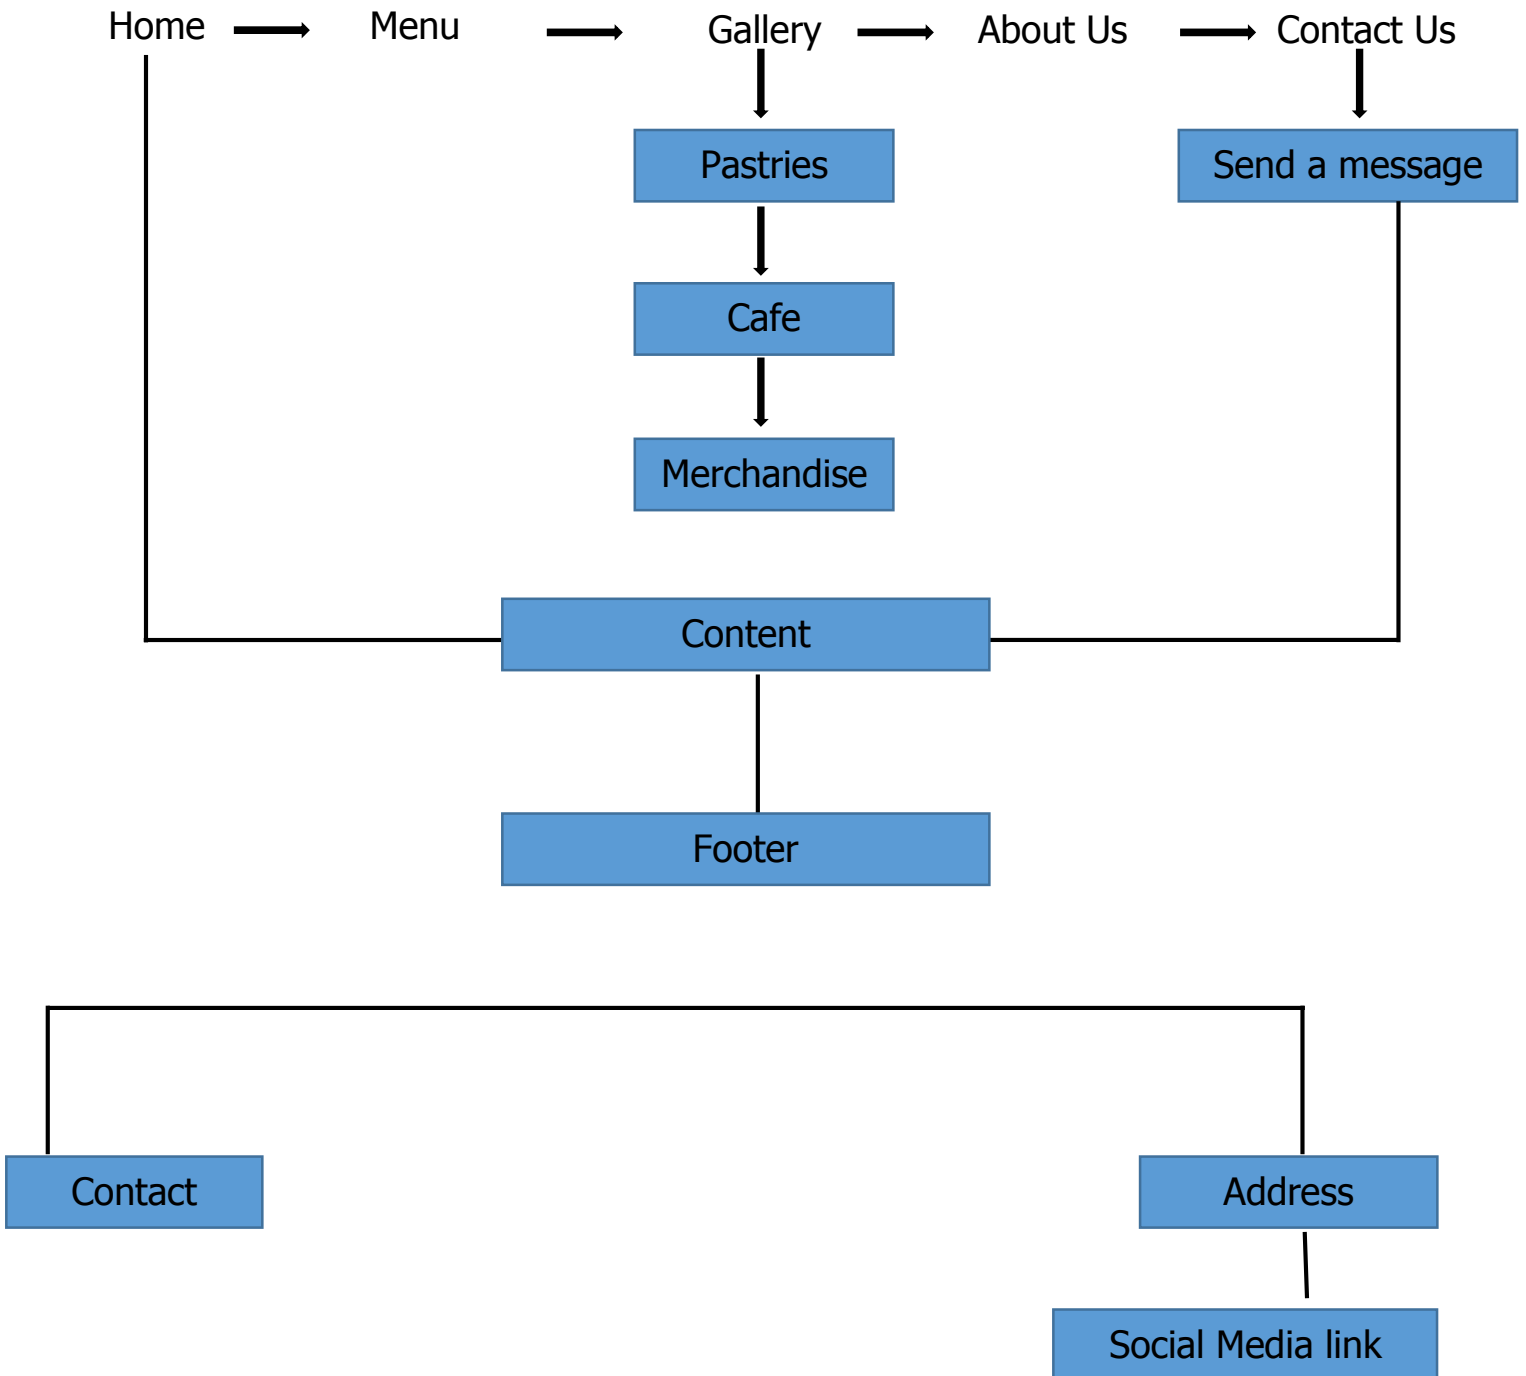 Home
Menu
Gallery
About Us
Contact Us
Pastries
Send a message
Cafe
Merchandise
Content
Footer
Contact
Address
Social Media link